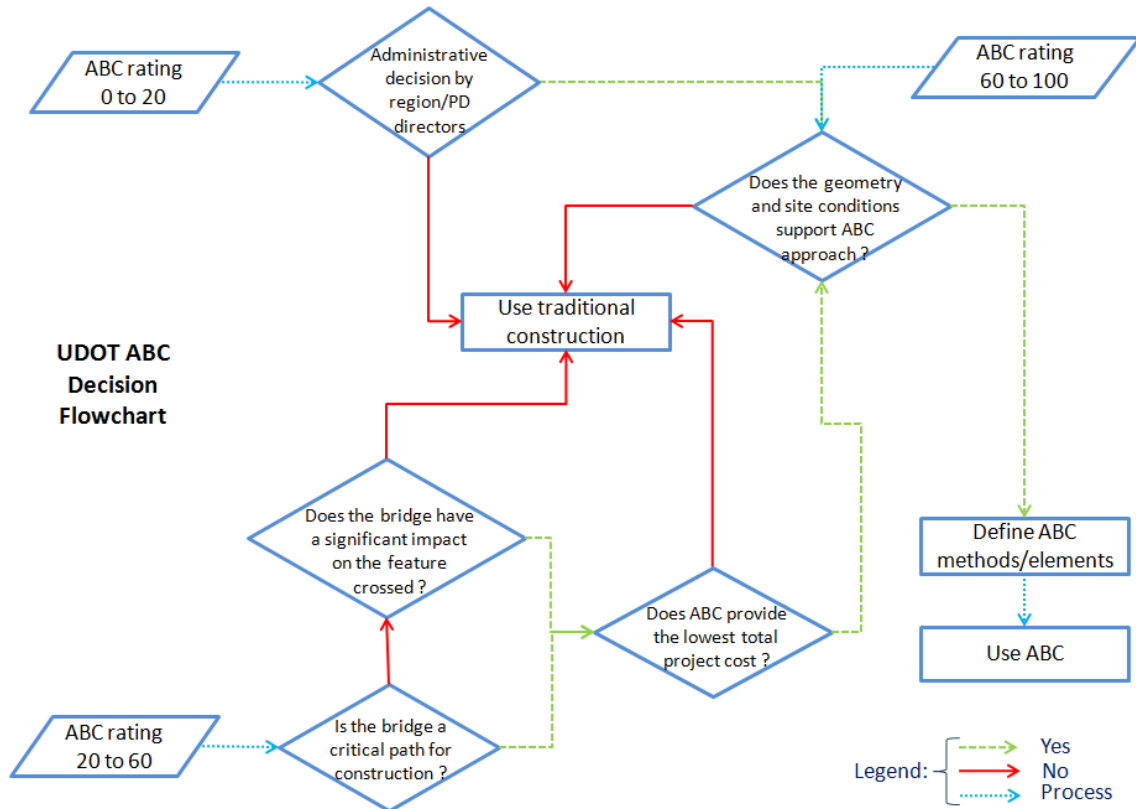 ABC rating
0 to 20
Administrative
decision by
region/PD
directors
ABC rating
60 to 100
Does the geometry
and site conditions
support ABC
approach ?
Use traditional
construction
UDOT ABC
Decision
Flowchart
Does the bridge have
a significant impact
on the feature
crossed ?
Define ABC
methods/elements
Does ABC provide
the lowest total
project cost ?
Use ABC
ABC rating
20 to 60
Is the bridge a
critical path for
construction ?
Legend:
Yes
No
Process